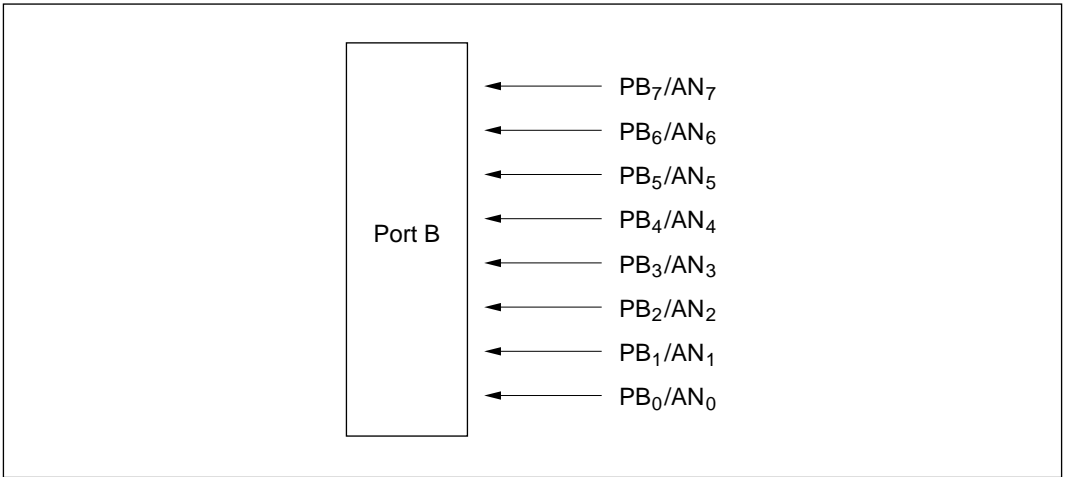 PB₇/AN₇
PB₆/AN₆
PB₅/AN₅
PB₄/AN₄
Port B
PB₃/AN₃
PB₂/AN₂
PB₁/AN₁
PB₀/AN₀